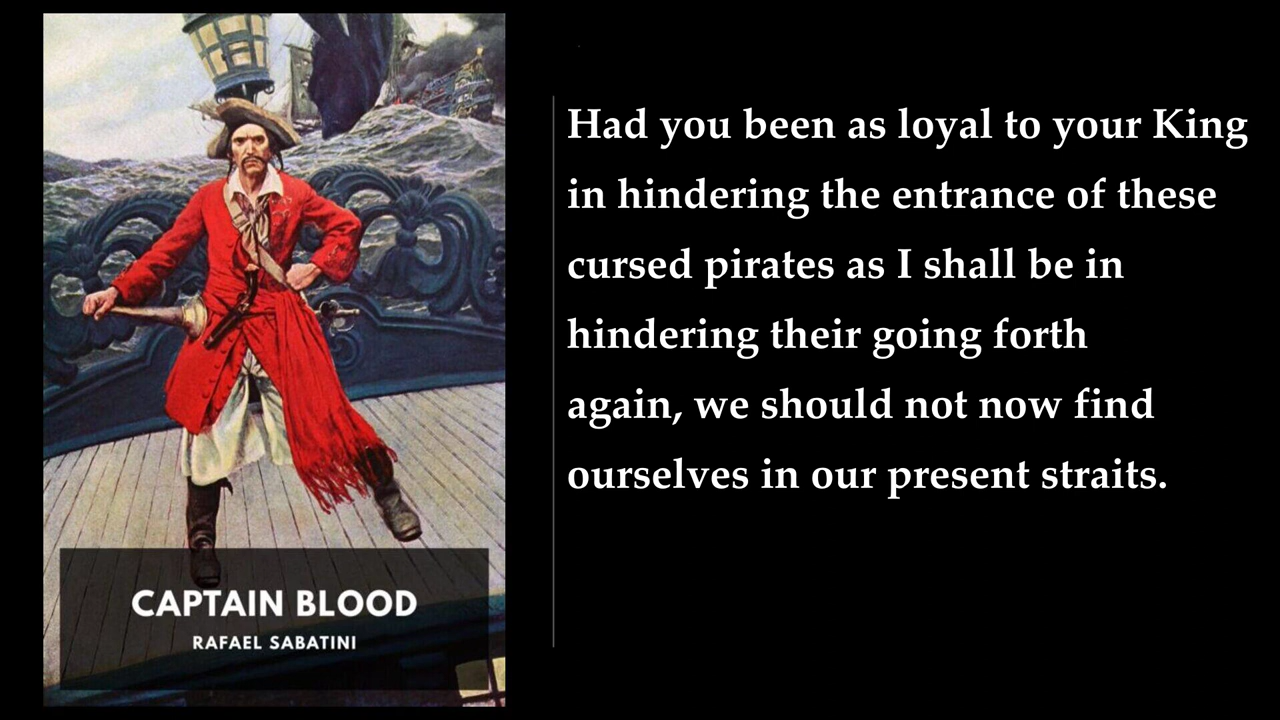 Had you been as loyal to your King
in hindering the entrance of these
cursed pirates as I shall be in
hindering their going forth
again, we should not now find
ourselves in our present straits.
CAPTAIN BLOOD
RAFAEL SABATINI